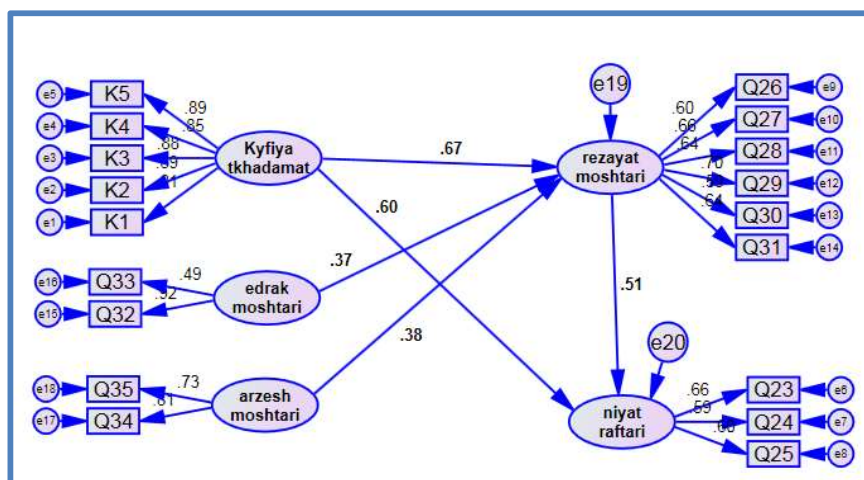 e5 K5
e4 K4
e3 K3
e2 K2
e1 K1
.89
.85
.88
Kyfiya
tkhadamat
.67
.60
e16 Q33
e15 Q32
.49
edrak
moshtari
.37
e18 Q35
e17 Q34
.73
.81
arzesh
moshtari
.38
e19
rezayat
moshtari
.60
.66
.64
.70
.64
Q26 e9
Q27 e10
Q28 e11
Q29 e12
Q30 e13
Q31 e14
.51
e20
niyat
raftari
.66
.59
Q23 e6
Q24 e7
Q25 e8